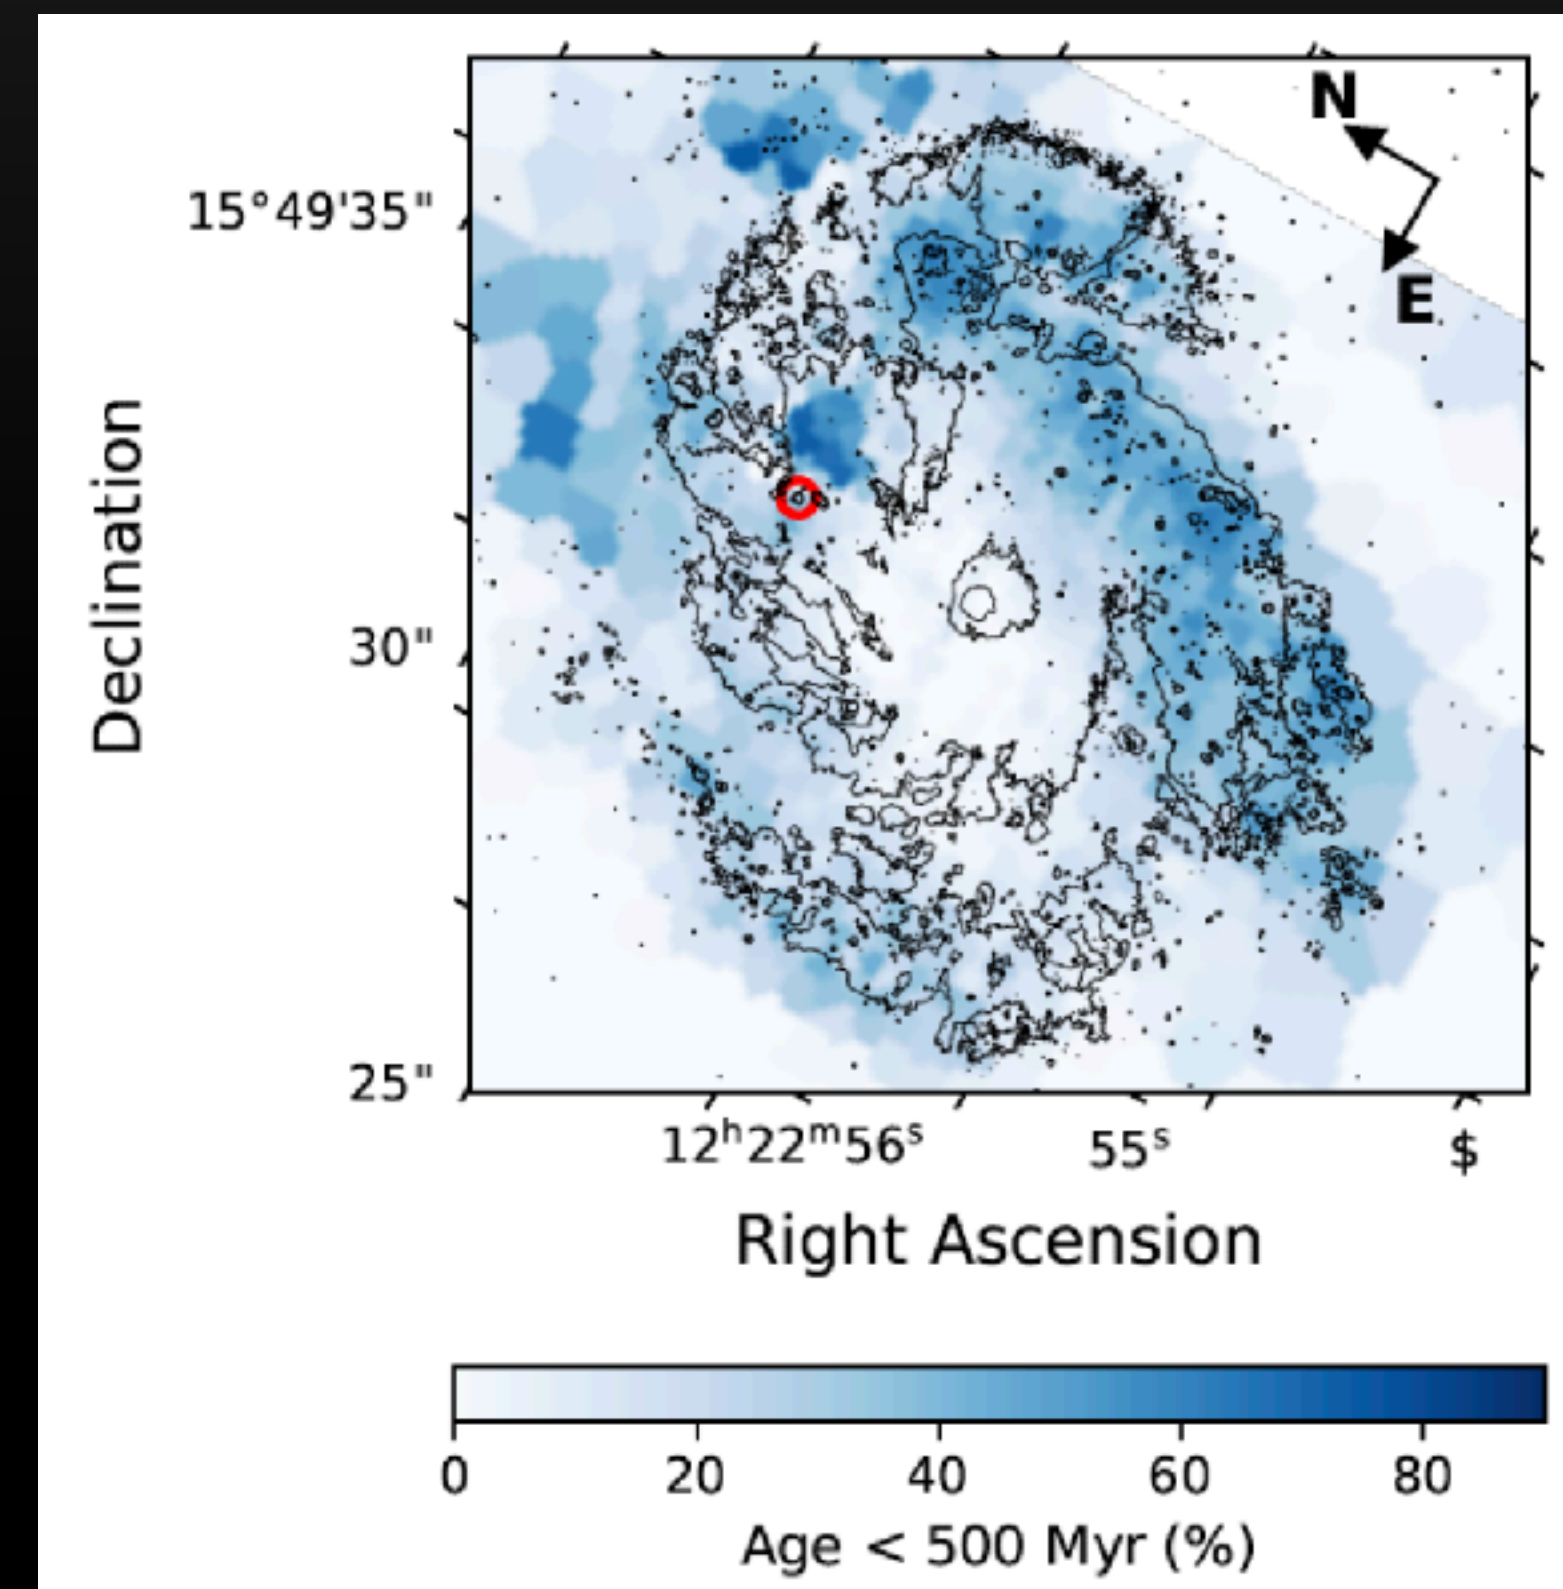 N
E
15°49'35"
30"
25"
Declination
12ʰ22ᵐ56ˢ 55ˢ $
Right Ascension
0 20 40 60 80
Age < 500 Myr (%)